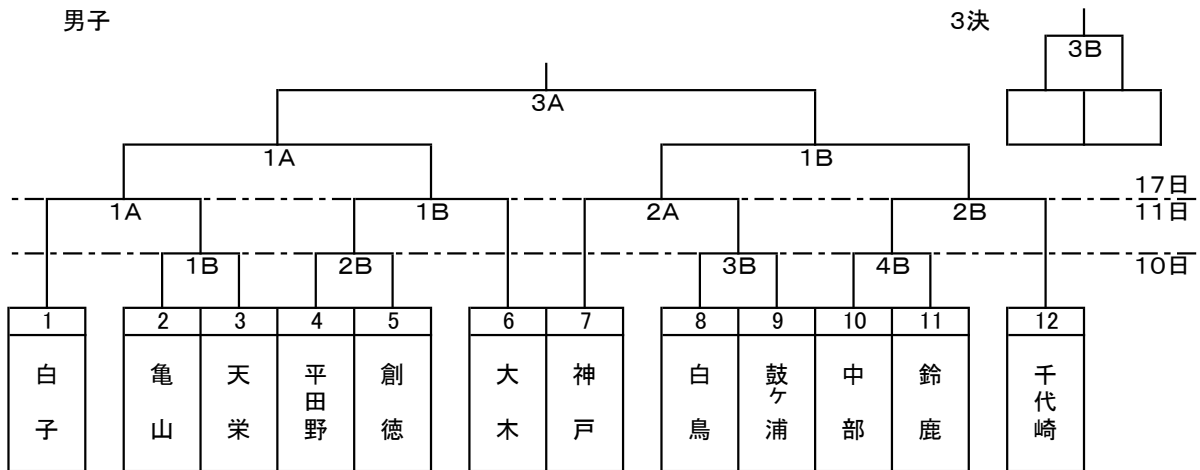 男子
3決
3B
3A
1A 1B
17日
1A 1B 2A 2B
11日
1B 2B 3B 4B
10日
1 2 3 4 5 6 7 8 9 10 11 12
白子 亀山 天栄 平田野 創徳 大木 神戸 白鳥 鼓ケ浦 中部 鈴鹿 千代崎